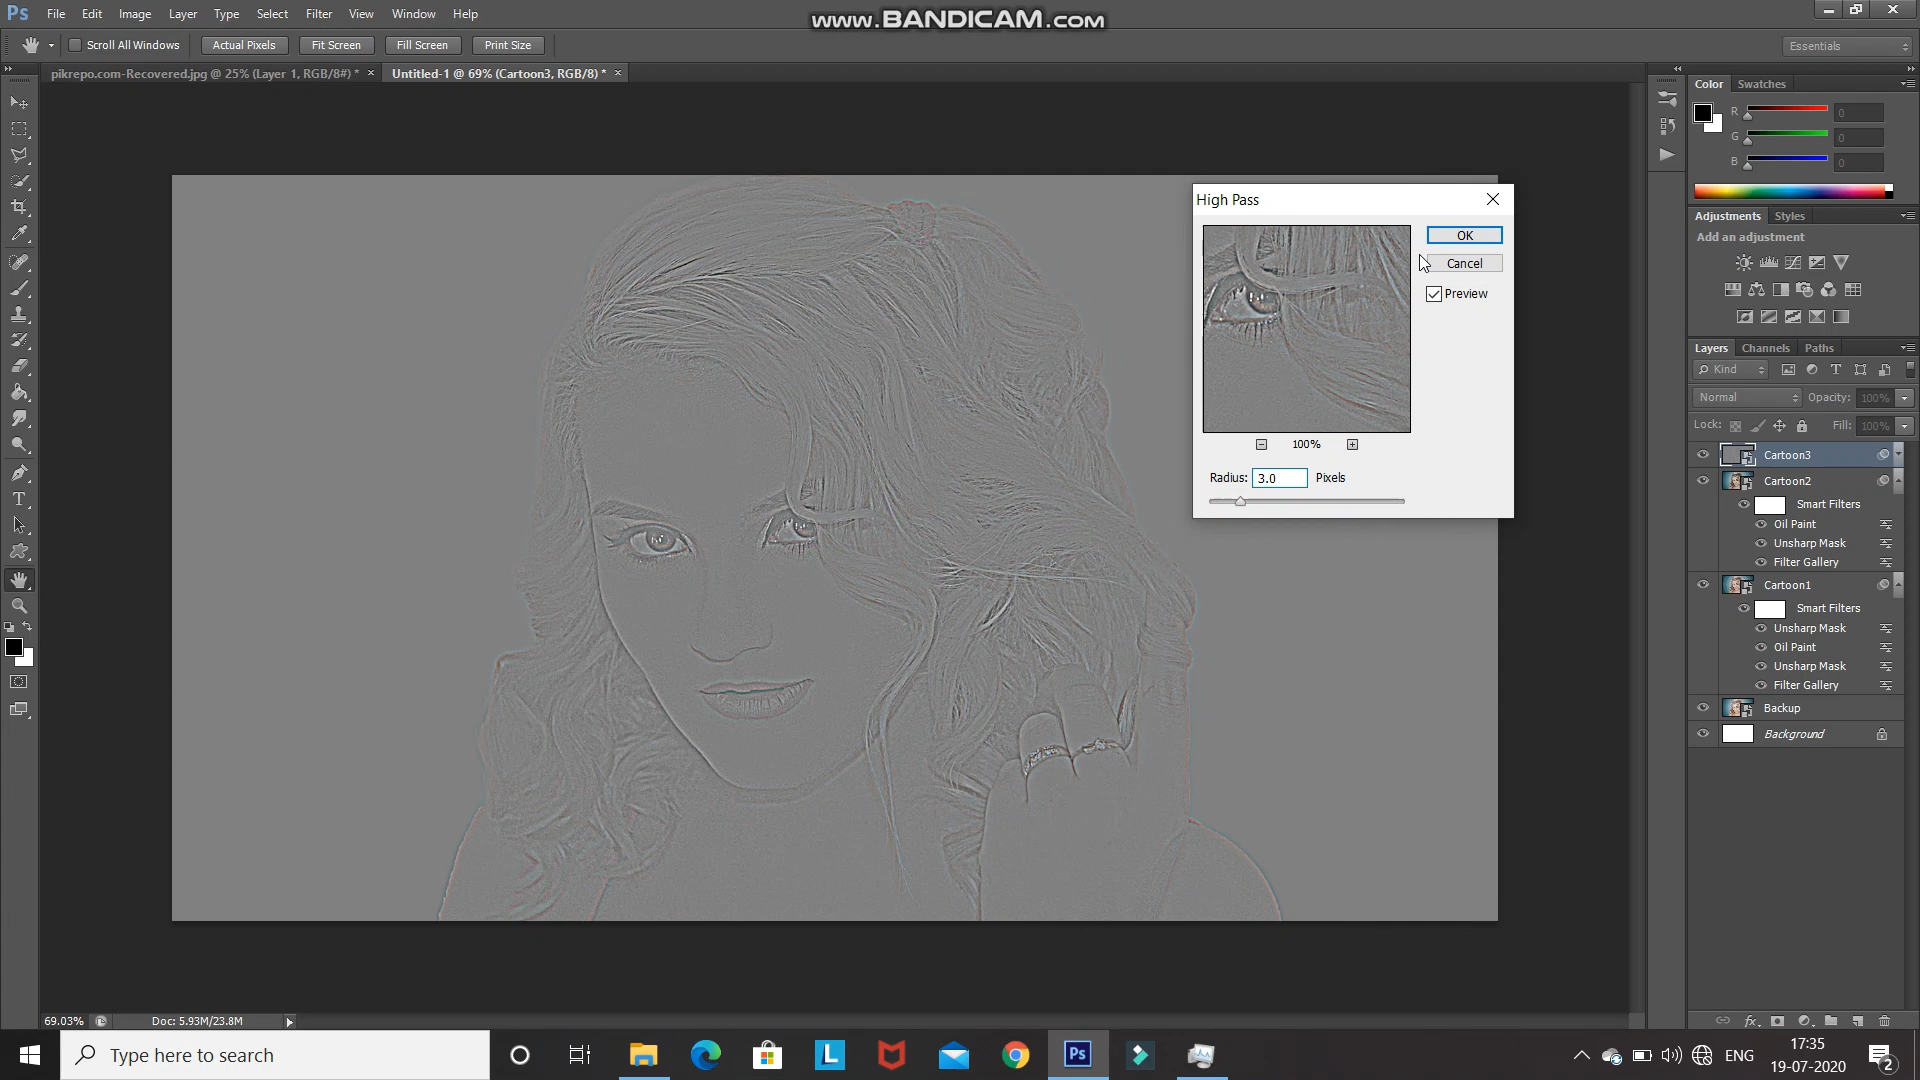 Ps File Edit Image Layer Type Select Filter View Window Help
www.BANDICAM.com
Scroll All Windows Actual Pixels Fit Screen Fill Screen Print Size
Essentials
pikrepo.com-Recovered.jpg @ 25% (Layer 1, RGB/8#) * × Untitled-1 @ 69% (Cartoon3, RGB/8) * ×
Color Swatches
R 0
G 0
B 0
High Pass
OK
Cancel
Preview
100%
Radius: 3.0 Pixels
Adjustments Styles
Add an adjustment
Layers Channels Paths
Kind
Normal Opacity: 100%
Lock: Fill: 100%
Cartoon3
Cartoon2
Smart Filters
Oil Paint
Unsharp Mask
Filter Gallery
Cartoon1
Smart Filters
Unsharp Mask
Oil Paint
Unsharp Mask
Filter Gallery
Backup
Background
69.03% Doc: 5.93M/23.8M
Type here to search
L
Ps
ENG
17:35
19-07-2020
2